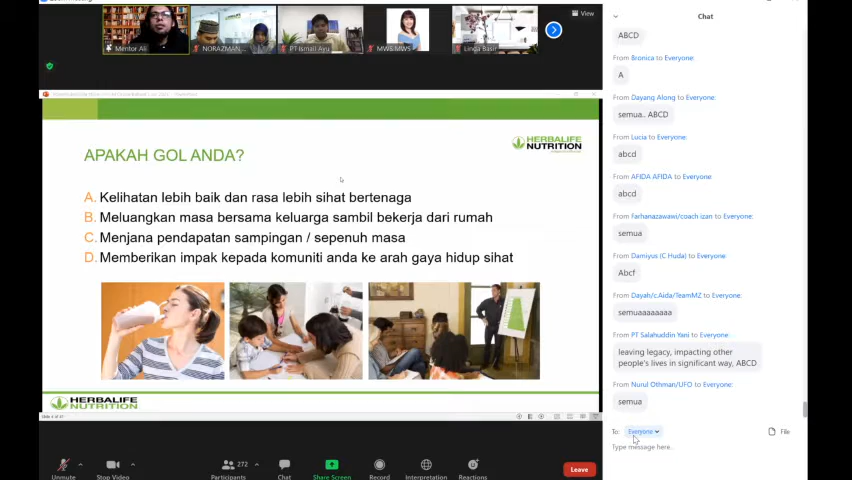 View
Chat
Mentor Ali
PT Ismail Ayu
MWS MWS
Linga Basir
APAKAH GOL ANDA?
HERBALIFE
NUTRITION
A. Kelihatan lebih baik dan rasa lebih sihat bertenaga
B. Meluangkan masa bersama keluarga sambil bekerja dari rumah
C. Menjana pendapatan sampingan / sepenuh masa
D. Memberikan impak kepada komuniti anda ke arah gaya hidup sihat
HERBALIFE
NUTRITION
ABCD
From Bronica to Everyone:
A
From Dayang Along to Everyone:
semua.. ABCD
From Lucia to Everyone:
abcd
From AFIDA AFIDA to Everyone:
abcd
From Farhanazawawi/coach izan to Everyone:
semua
From Damiyus (C Huda) to Everyone:
Abcf
From Dayah/c.Aida/TeamMZ to Everyone:
semuaaaaaaaa
From PT Salahuddin Yani to Everyone:
leaving legacy, impacting other
people's lives in significant way, ABCD
From Nurul Othman/UFO to Everyone:
semua
To: Everyone
File
Type message here..
Unmute
Stop Video
272
Participants
Chat
Share Screen
Record
Interpretation
Reactions
Leave